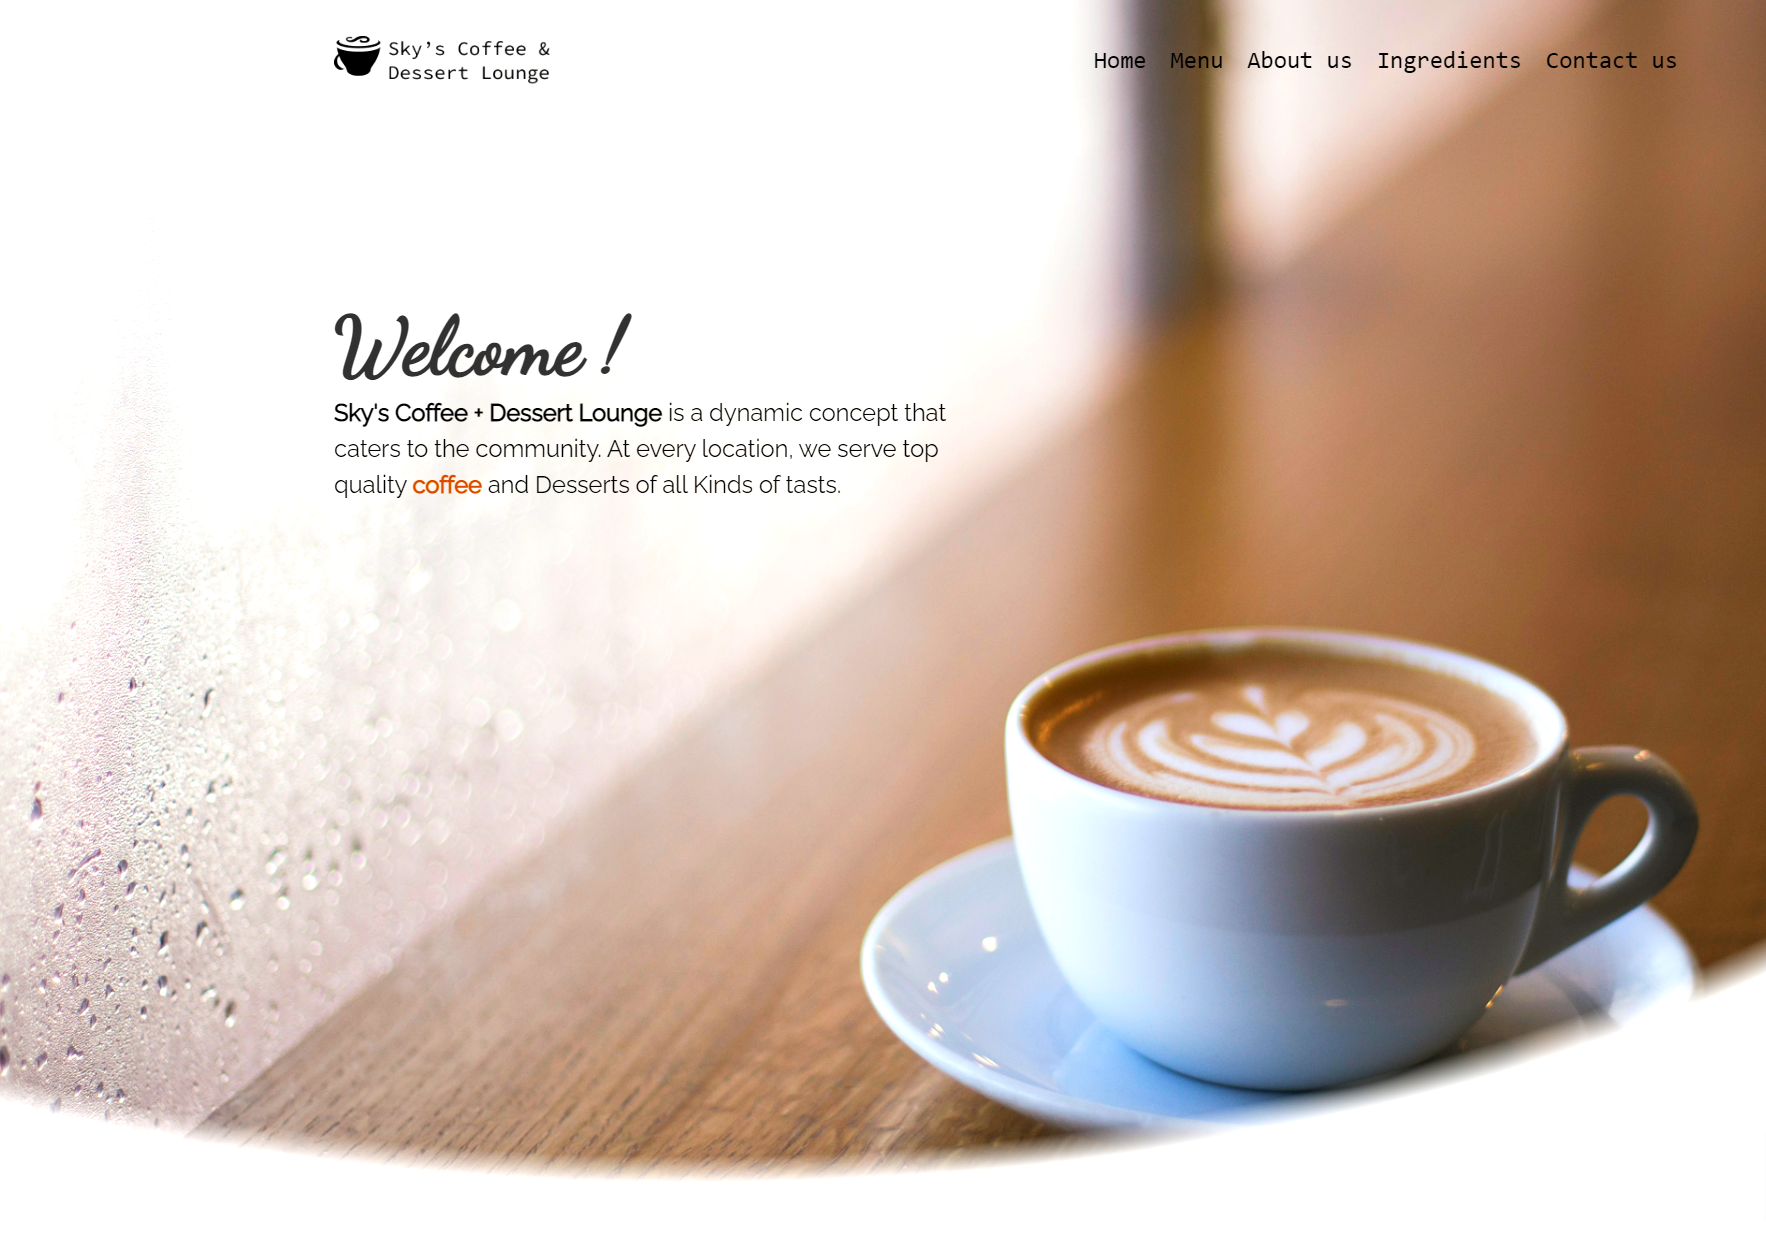 Sky’s Coffee &
Dessert Lounge
Home Menu About us Ingredients Contact us
Welcome !
Sky's Coffee + Dessert Lounge is a dynamic concept that
caters to the community. At every location, we serve top
quality coffee and Desserts of all Kinds of tasts.